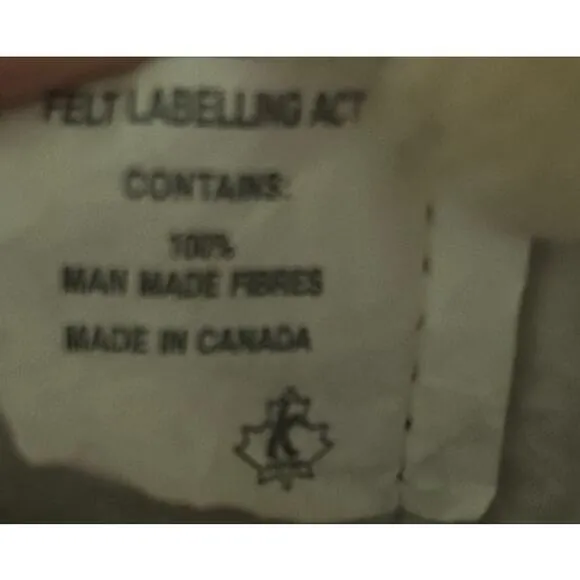 FELT LABELLING ACT
CONTAINS:
100%
MAN MADE FIBRES
MADE IN CANADA
K